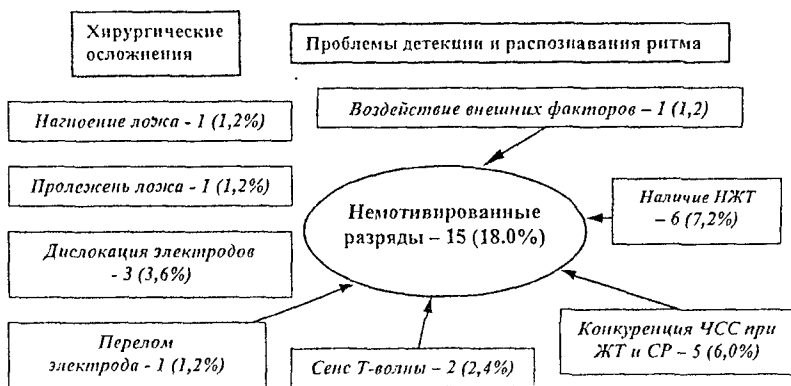 Хирургические
осложнения
Проблемы детекции и распознавания ритма
Нагноение ложа - 1 (1,2%)
Воздействие внешних факторов – 1 (1,2)
Пролежень ложа - 1 (1,2%)
Немотивированные
разряды – 15 (18.0%)
Наличие НЖТ
– 6 (7,2%)
Дислокация электродов
- 3 (3,6%)
Перелом
электрода - 1 (1,2%)
Сенс Т-волны – 2 (2,4%)
Конкуренция ЧСС при
ЖТ и СР – 5 (6,0%)